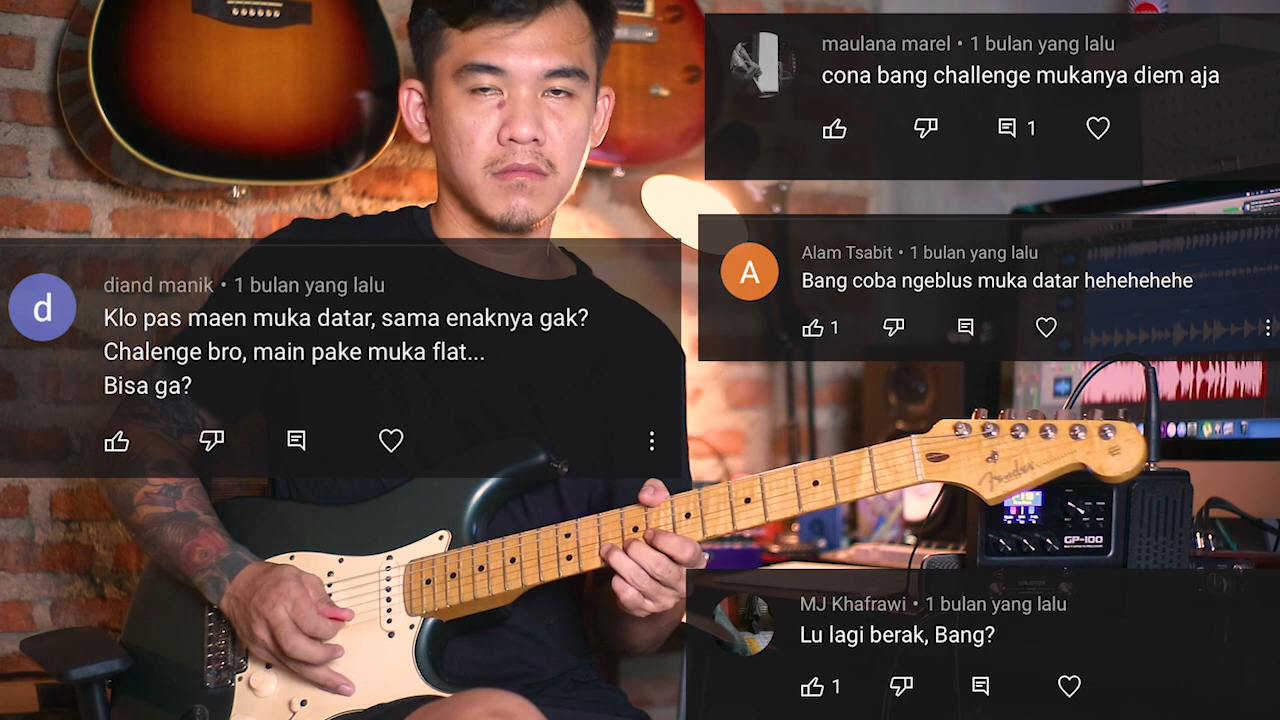 maulana marel • 1 bulan yang lalu
cona bang challenge mukanya diem aja
1
Alam Tsabit • 1 bulan yang lalu
A
Bang coba ngeblus muka datar hehehehehe
1
diand manik • 1 bulan yang lalu
d
Klo pas maen muka datar, sama enaknya gak?
Chalenge bro, main pake muka flat...
Bisa ga?
Fender
GP-100
MJ Khafrawi • 1 bulan yang lalu
Lu lagi berak, Bang?
1